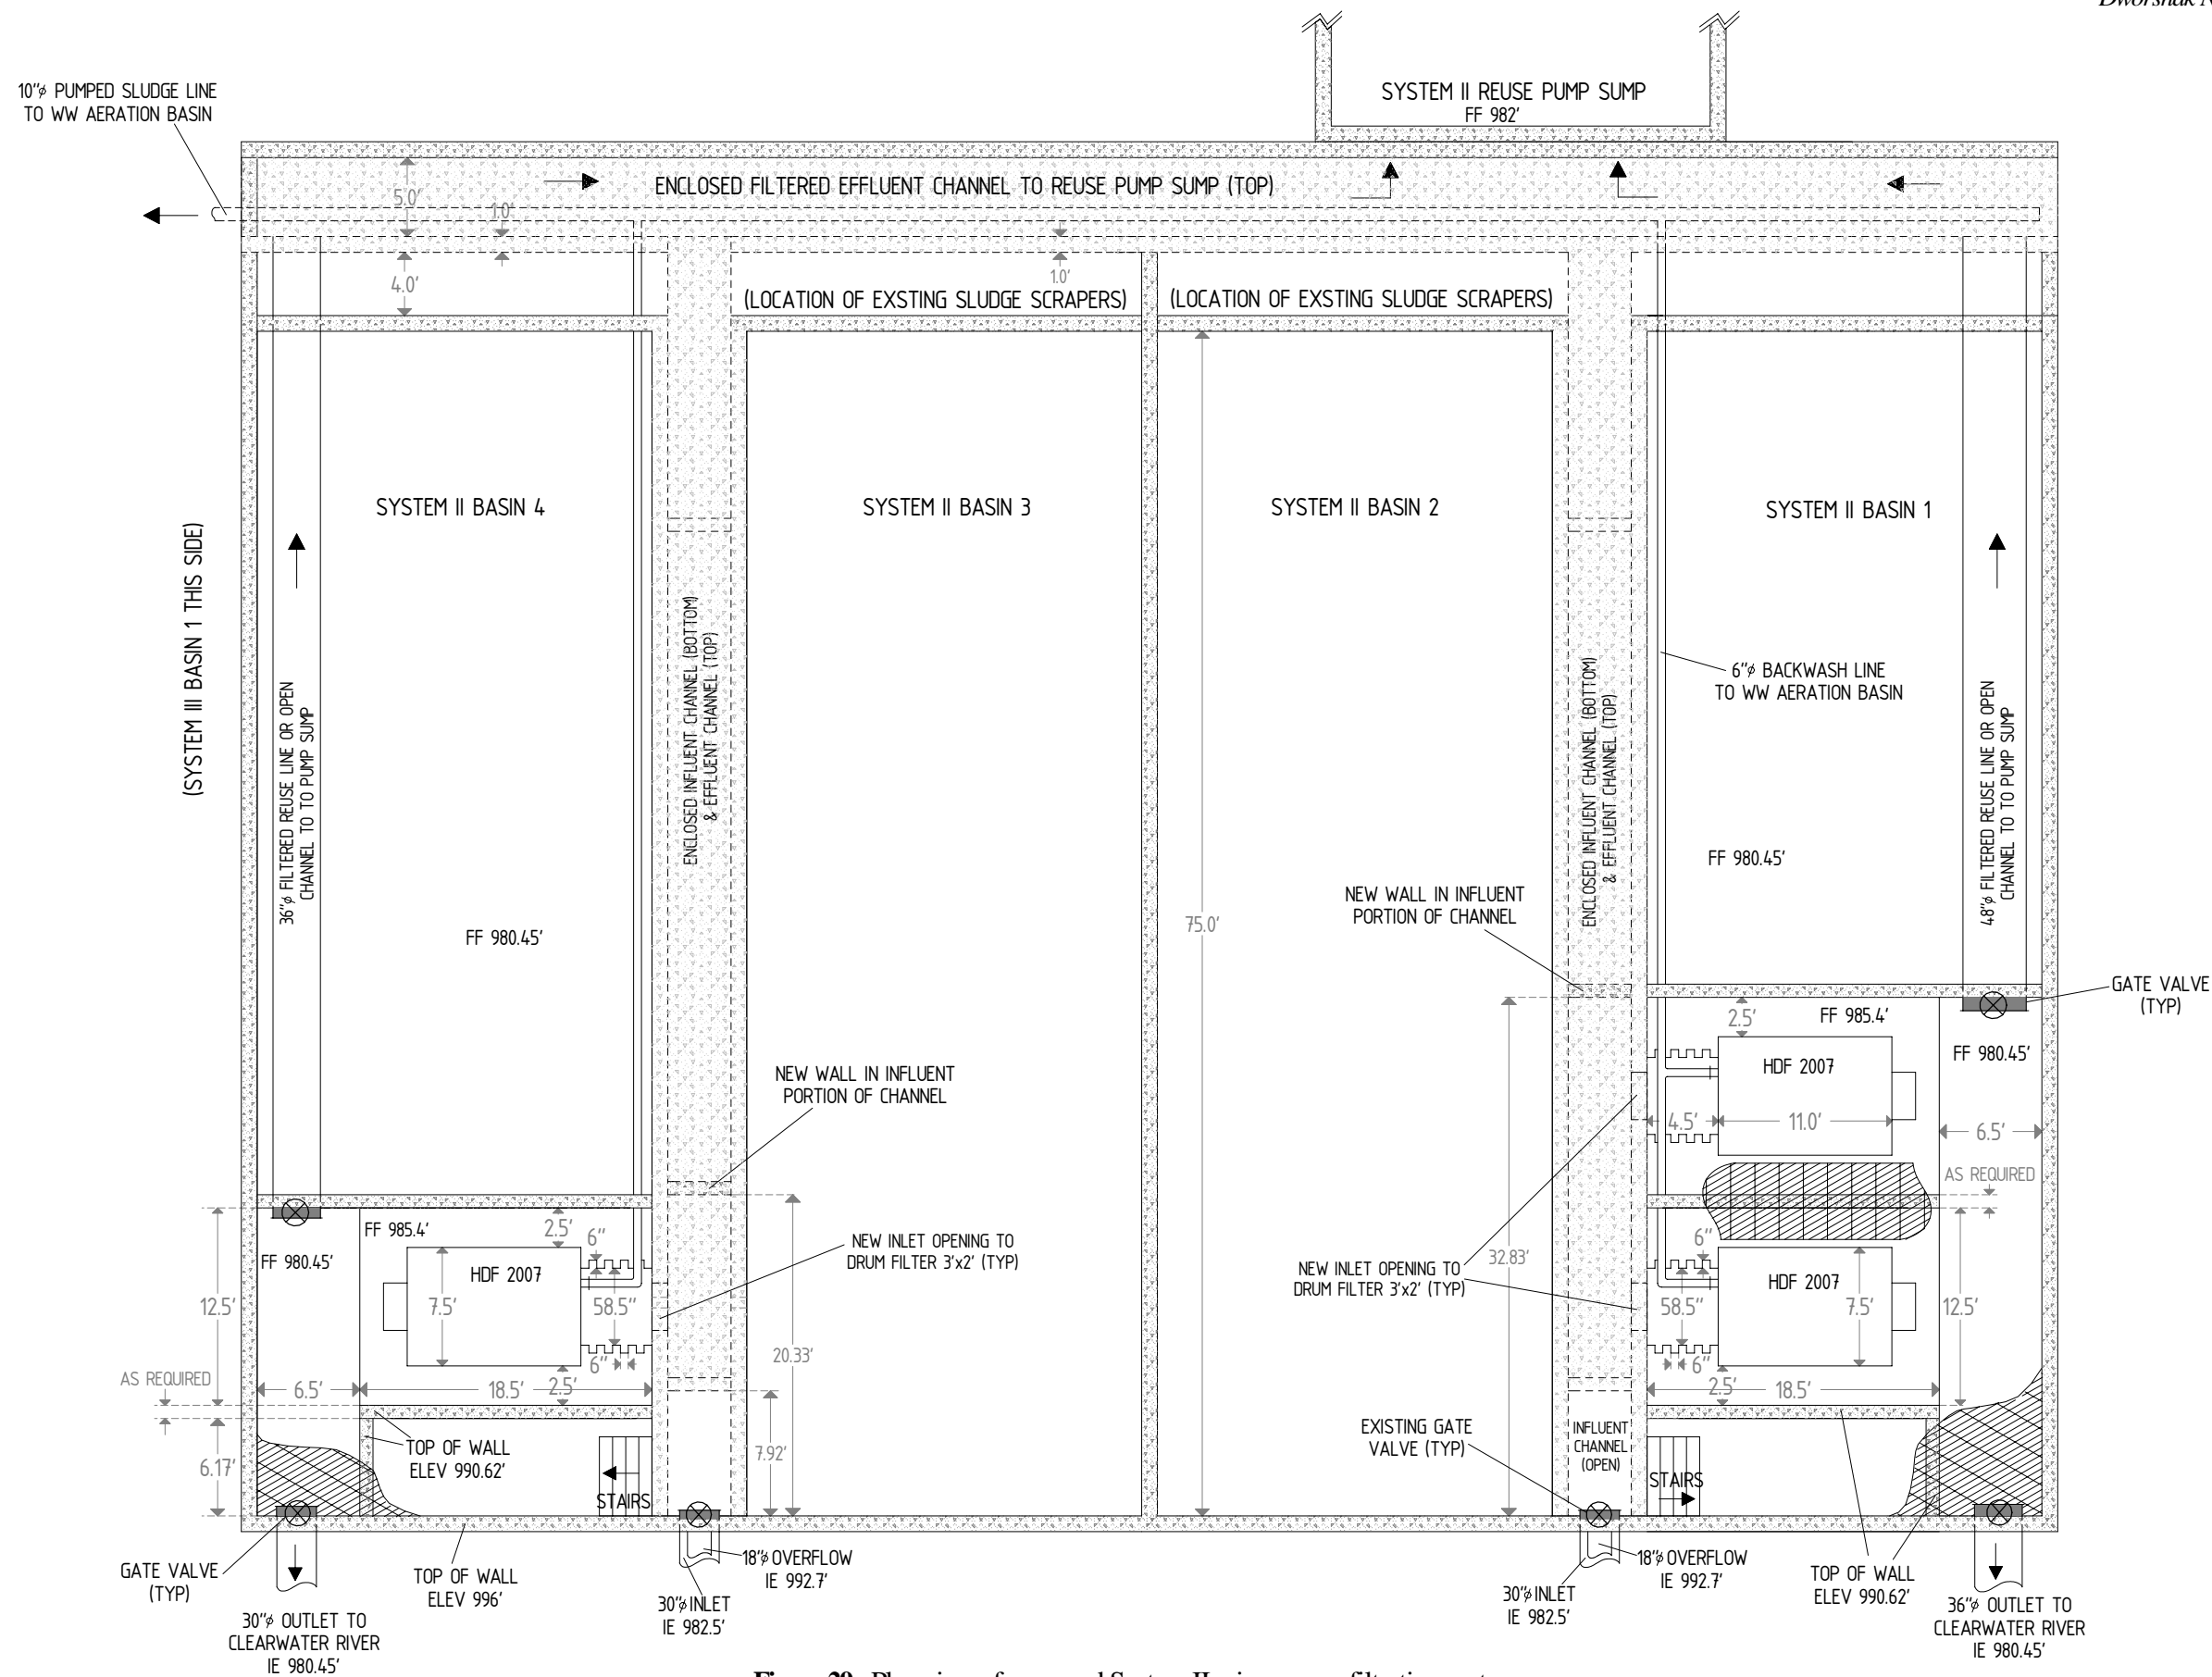 Dworshak
10"ø PUMPED SLUDGE LINE
TO WW AERATION BASIN
SYSTEM II REUSE PUMP SUMP
FF 982'
ENCLOSED FILTERED EFFLUENT CHANNEL TO REUSE PUMP SUMP (TOP)
5.0'
1.0'
4.0'
1.0'
(LOCATION OF EXSTING SLUDGE SCRAPERS)
(LOCATION OF EXSTING SLUDGE SCRAPERS)
SYSTEM II BASIN 4
SYSTEM II BASIN 3
SYSTEM II BASIN 2
SYSTEM II BASIN 1
(SYSTEM III BASIN 1 THIS SIDE)
36"ø FILTERED REUSE LINE OR OPEN
CHANNEL TO TO PUMP SUMP
ENCLOSED INFLUENT CHANNEL (BOTTOM)
& EFFLUENT CHANNEL (TOP)
ENCLOSED INFLUENT CHANNEL (BOTTOM)
& EFFLUENT CHANNEL (TOP)
6"ø BACKWASH LINE
TO WW AERATION BASIN
48"ø FILTERED REUSE LINE OR OPEN
CHANNEL TO TO PUMP SUMP
FF 980.45'
FF 980.45'
75.0'
NEW WALL IN INFLUENT
PORTION OF CHANNEL
GATE VALVE
(TYP)
2.5'
FF 985.4'
FF 980.45'
HDF 2007
4.5'
11.0'
6.5'
AS REQUIRED
NEW WALL IN INFLUENT
PORTION OF CHANNEL
FF 985.4'
2.5'
6"
FF 980.45'
HDF 2007
12.5'
7.5'
58.5"
6"
NEW INLET OPENING TO
DRUM FILTER 3'x2' (TYP)
20.33'
NEW INLET OPENING TO
DRUM FILTER 3'x2' (TYP)
32.83'
6"
HDF 2007
58.5"
7.5'
12.5'
6"
AS REQUIRED
6.5'
18.5'
2.5'
2.5'
18.5'
6.17'
TOP OF WALL
ELEV 990.62'
STAIRS
7.92'
EXISTING GATE
VALVE (TYP)
INFLUENT
CHANNEL
(OPEN)
STAIRS
GATE VALVE
(TYP)
TOP OF WALL
ELEV 996'
18"ø OVERFLOW
IE 992.7'
30"ø INLET
IE 982.5'
30"ø INLET
IE 982.5'
18"ø OVERFLOW
IE 992.7'
TOP OF WALL
ELEV 990.62'
30"ø OUTLET TO
CLEARWATER RIVER
IE 980.45'
36"ø OUTLET TO
CLEARWATER RIVER
IE 980.45'